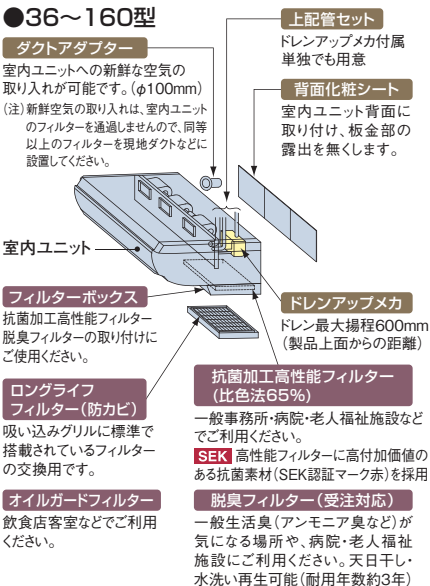 ●36～160型
ダクトアダプター
室内ユニットへの新鮮な空気の
取り入れが可能です。(φ100mm)
(注)新鮮空気の取り入れは、室内ユニット
のフィルターを通過しませんので、同等
以上のフィルターを現地ダクトなどに
設置してください。
上配管セット
ドレンアップメカ付属
単独でも用意
背面化粧シート
室内ユニット背面に
取り付け、板金部の
露出を無くします。
室内ユニット
フィルターボックス
抗菌加工高性能フィルター
脱臭フィルターの取り付けに
ご使用ください。
ドレンアップメカ
ドレン最大揚程600mm
(製品上面からの距離)
ロングライフ
フィルター(防カビ)
吸い込みグリルに標準で
搭載されているフィルター
の交換用です。
抗菌加工高性能フィルター
(比色法65%)
一般事務所・病院・老人福祉施設など
でご利用ください。
SEK 高性能フィルターに高付加価値の
ある抗菌素材(SEK認証マーク赤)を採用
オイルガードフィルター
飲食店客室などでご利用
ください。
脱臭フィルター(受注対応)
一般生活臭(アンモニア臭など)が
気になる場所や、病院・老人福祉
施設にご利用ください。天日干し・
水洗い再生可能(耐用年数約3年)